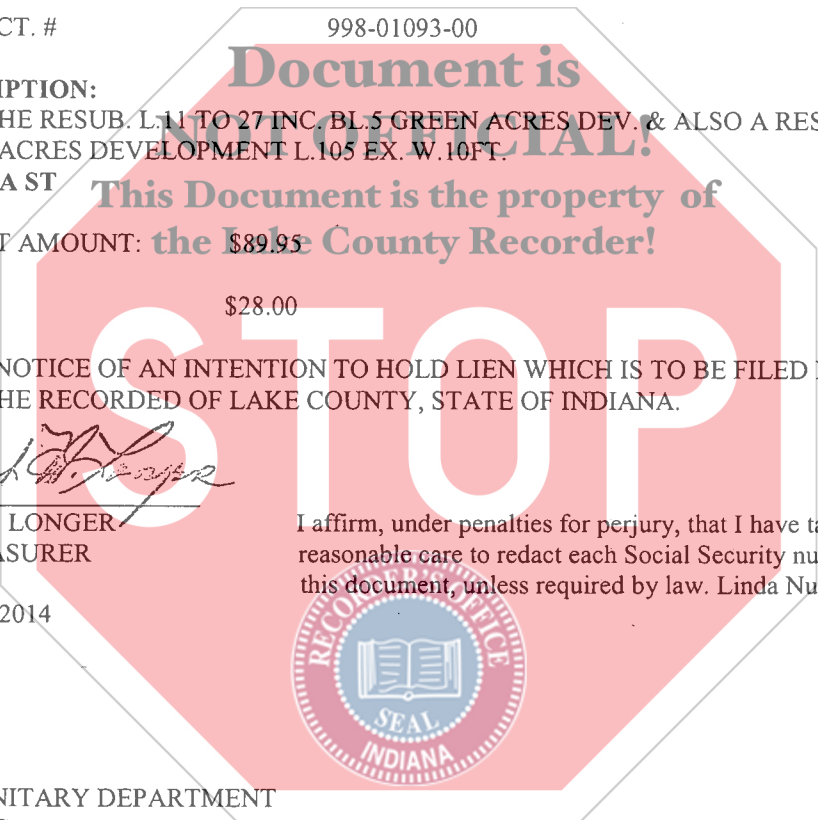 CT. # 998-01093-00
Document is
IPTION:
HE RESUB. L.11 TO 27 INC. BL.5 GREEN ACRES DEV. & ALSO A RES
NOT OFFICIAL!
ACRES DEVELOPMENT L.105 EX. W.10FT.
A ST
This Document is the property of
T AMOUNT: $89.95
the Lake County Recorder!
$28.00
STOP
NOTICE OF AN INTENTION TO HOLD LIEN WHICH IS TO BE FILED
HE RECORDED OF LAKE COUNTY, STATE OF INDIANA.
LONGER
ASURER
I affirm, under penalties for perjury, that I have ta
reasonable care to redact each Social Security nu
this document, unless required by law. Linda Nu
2014
RECORDER'S OFFICE
SEAL
INDIANA
NITARY DEPARTMENT